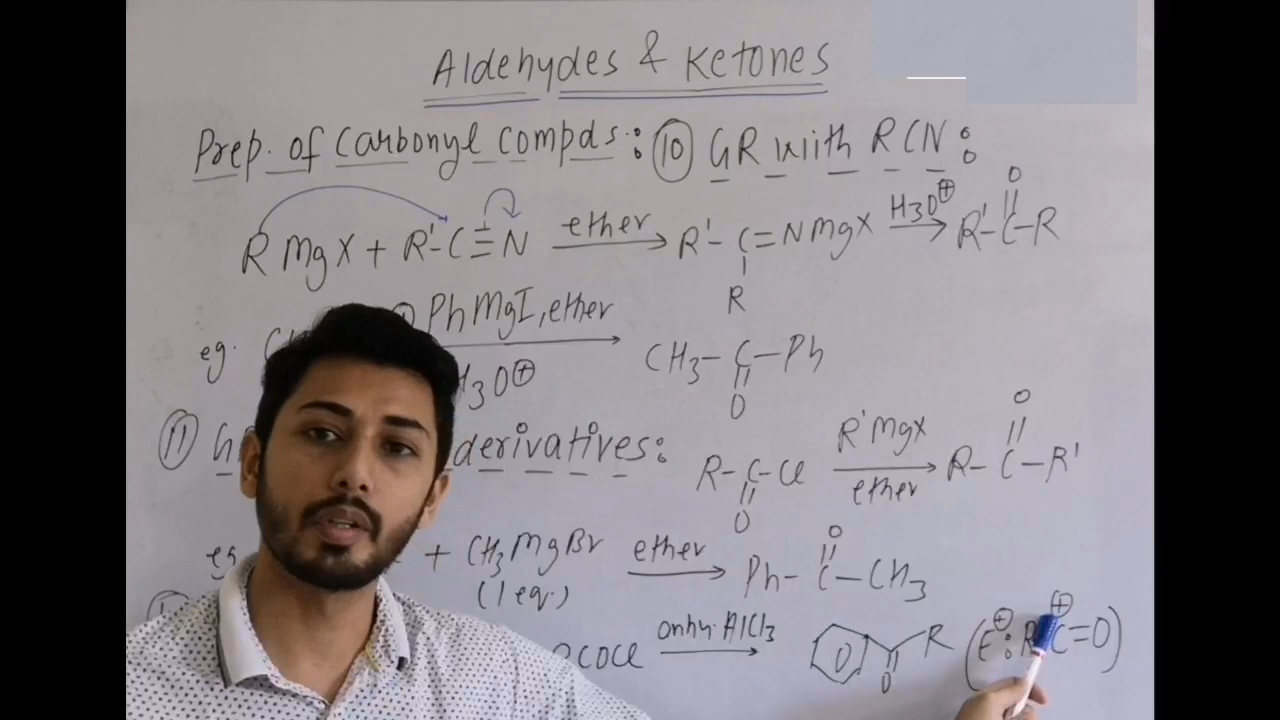 Aldehydes & Ketones
Prep. of Carbonyl Compds: (10) GR with RCN:
RMgX + R'-C≡N —ether→ R'-C(R)=NMgX —H3O⊕→ R'-C(=O)-R
eg. PhMgI, ether
H3O⊕ → CH3-C(=O)-Ph
(11) derivatives: R-C(=O)-Cl —R'MgX, ether→ R-C(=O)-R'
eg + CH3MgBr (1 eq.) —ether→ Ph-C(=O)-CH3
COCl —anhy. AlCl3→ O R (E⊕: R C⊕=O)